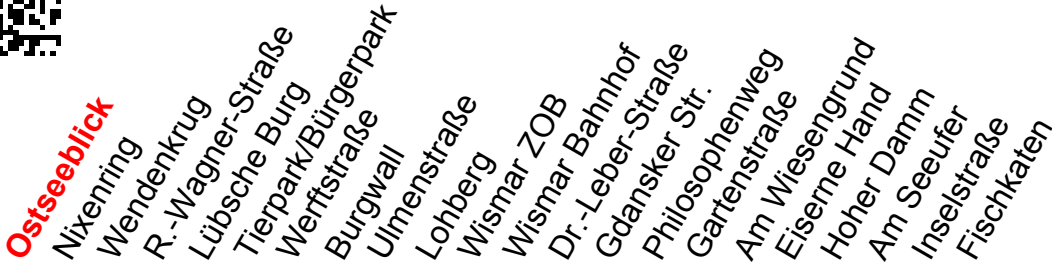 Ostseeblick
Nixenring
Wendenkrug
R.-Wagner-Straße
Lübsche Burg
Tierpark/Bürgerpark
Werftstraße
Burgwall
Ulmenstraße
Lohberg
Wismar ZOB
Wismar Bahnhof
Dr.-Leber-Straße
Gdansker Str.
Philosophenweg
Gartenstraße
Am Wiesengrund
Eiserne Hand
Hoher Damm
Am Seeufer
Inselstraße
Fischkaten